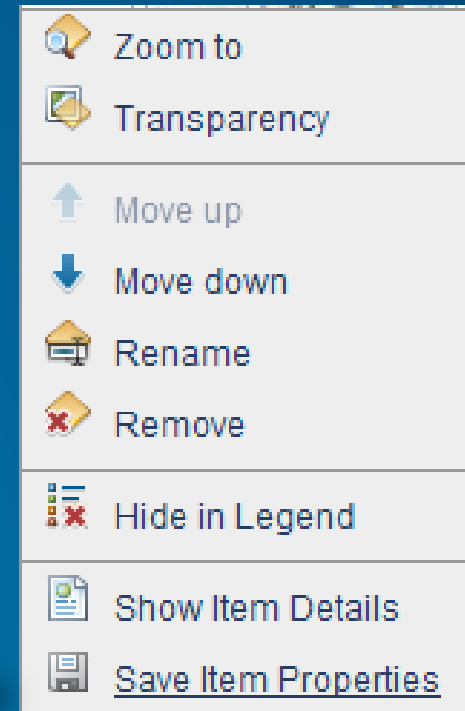 Zoom to
Transparency
Move up
Move down
Rename
Remove
Hide in Legend
Show Item Details
Save Item Properties